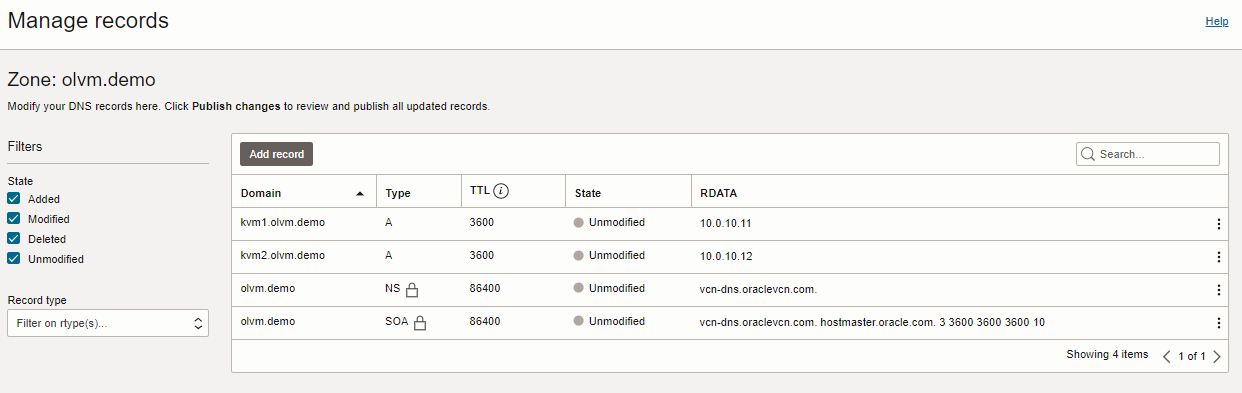 Manage records
Help
Zone: olvm.demo
Modify your DNS records here. Click Publish changes to review and publish all updated records.
Filters
State
Added
Modified
Deleted
Unmodified
Record type
Filter on rtype(s)...
Add record
Search...
Domain Type TTL State RDATA
kvm1.olvm.demo A 3600 Unmodified 10.0.10.11
kvm2.olvm.demo A 3600 Unmodified 10.0.10.12
olvm.demo NS 86400 Unmodified vcn-dns.oraclevcn.com.
olvm.demo SOA 86400 Unmodified vcn-dns.oraclevcn.com. hostmaster.oracle.com. 3 3600 3600 3600 10
Showing 4 items 1 of 1